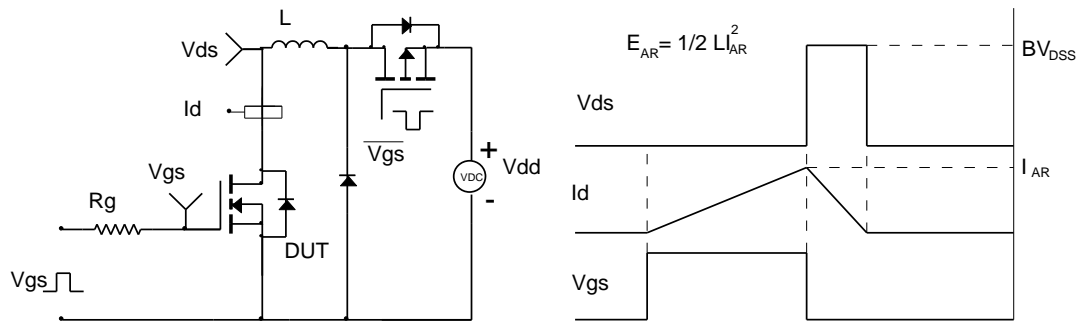 L
Vds
Id
Vgs
Vgs
+
VDC
Vdd
-
Rg
DUT
Vgs
E_AR = 1/2 LI_AR^2
BV_DSS
Vds
I_AR
Id
Vgs